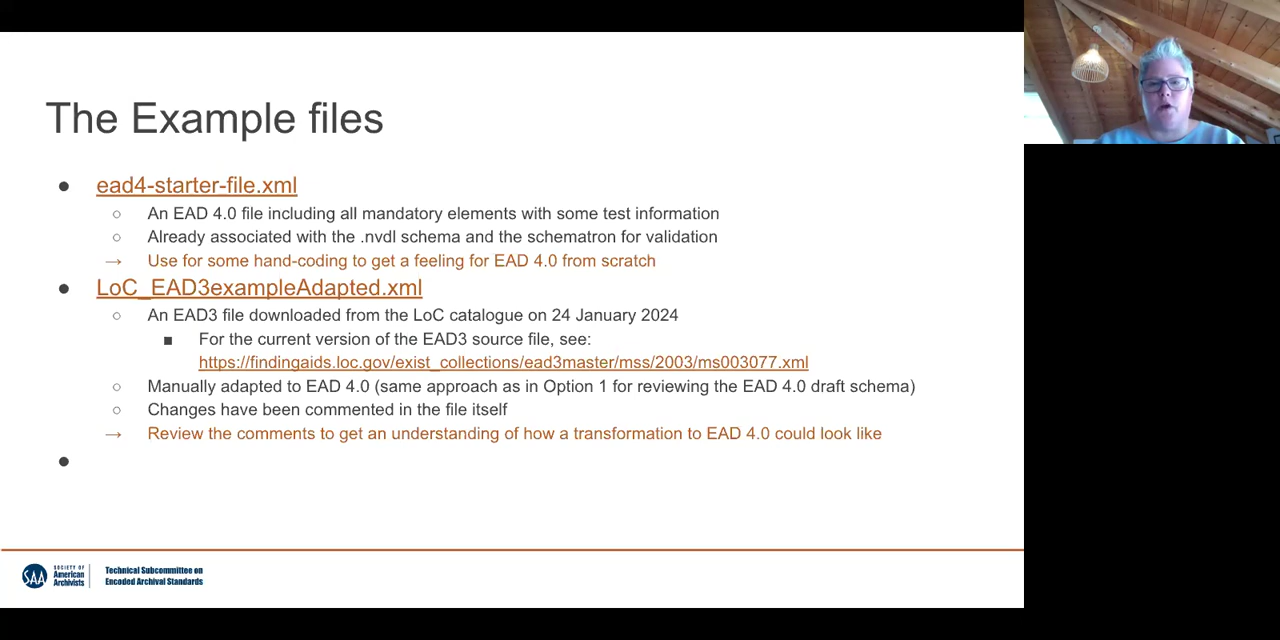 The Example files
● ead4-starter-file.xml
○ An EAD 4.0 file including all mandatory elements with some test information
○ Already associated with the .nvdl schema and the schematron for validation
→ Use for some hand-coding to get a feeling for EAD 4.0 from scratch
● LoC_EAD3exampleAdapted.xml
○ An EAD3 file downloaded from the LoC catalogue on 24 January 2024
■ For the current version of the EAD3 source file, see:
https://findingaids.loc.gov/exist_collections/ead3master/mss/2003/ms003077.xml
○ Manually adapted to EAD 4.0 (same approach as in Option 1 for reviewing the EAD 4.0 draft schema)
○ Changes have been commented in the file itself
→ Review the comments to get an understanding of how a transformation to EAD 4.0 could look like
●
SAA
SOCIETY OF
American
Archivists
Technical Subcommittee on
Encoded Archival Standards